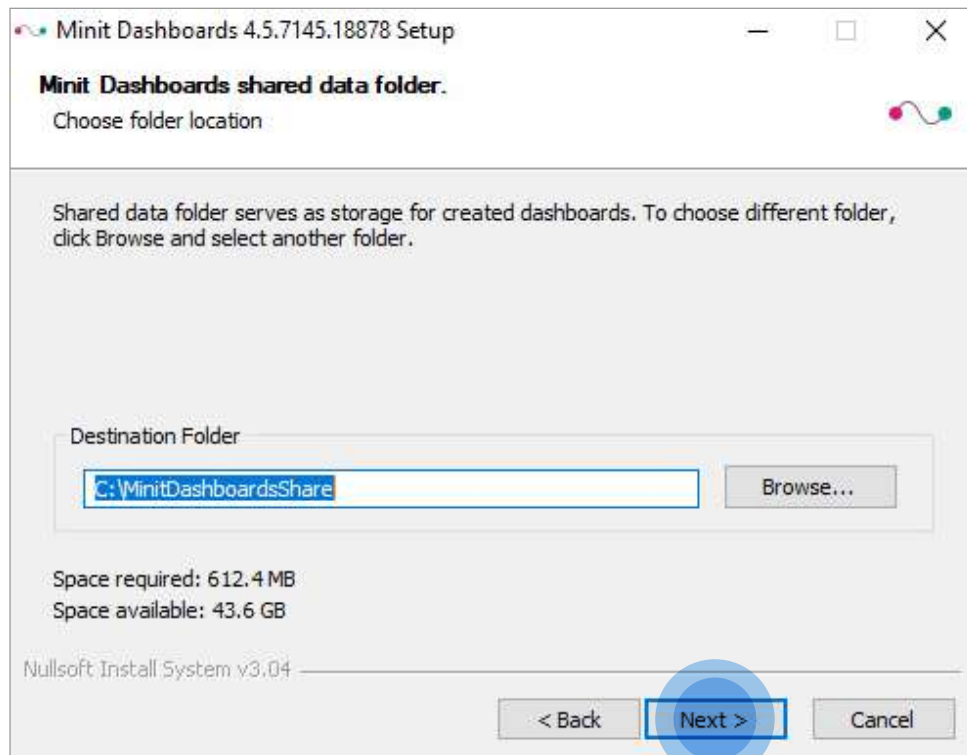 Minit Dashboards 4.5.7145.18878 Setup
Minit Dashboards shared data folder.
Choose folder location
Shared data folder serves as storage for created dashboards. To choose different folder,
click Browse and select another folder.
Destination Folder
C:\MinitDashboardsShare
Browse...
Space required: 612.4 MB
Space available: 43.6 GB
Nullsoft Install System v3.04
< Back
Next >
Cancel